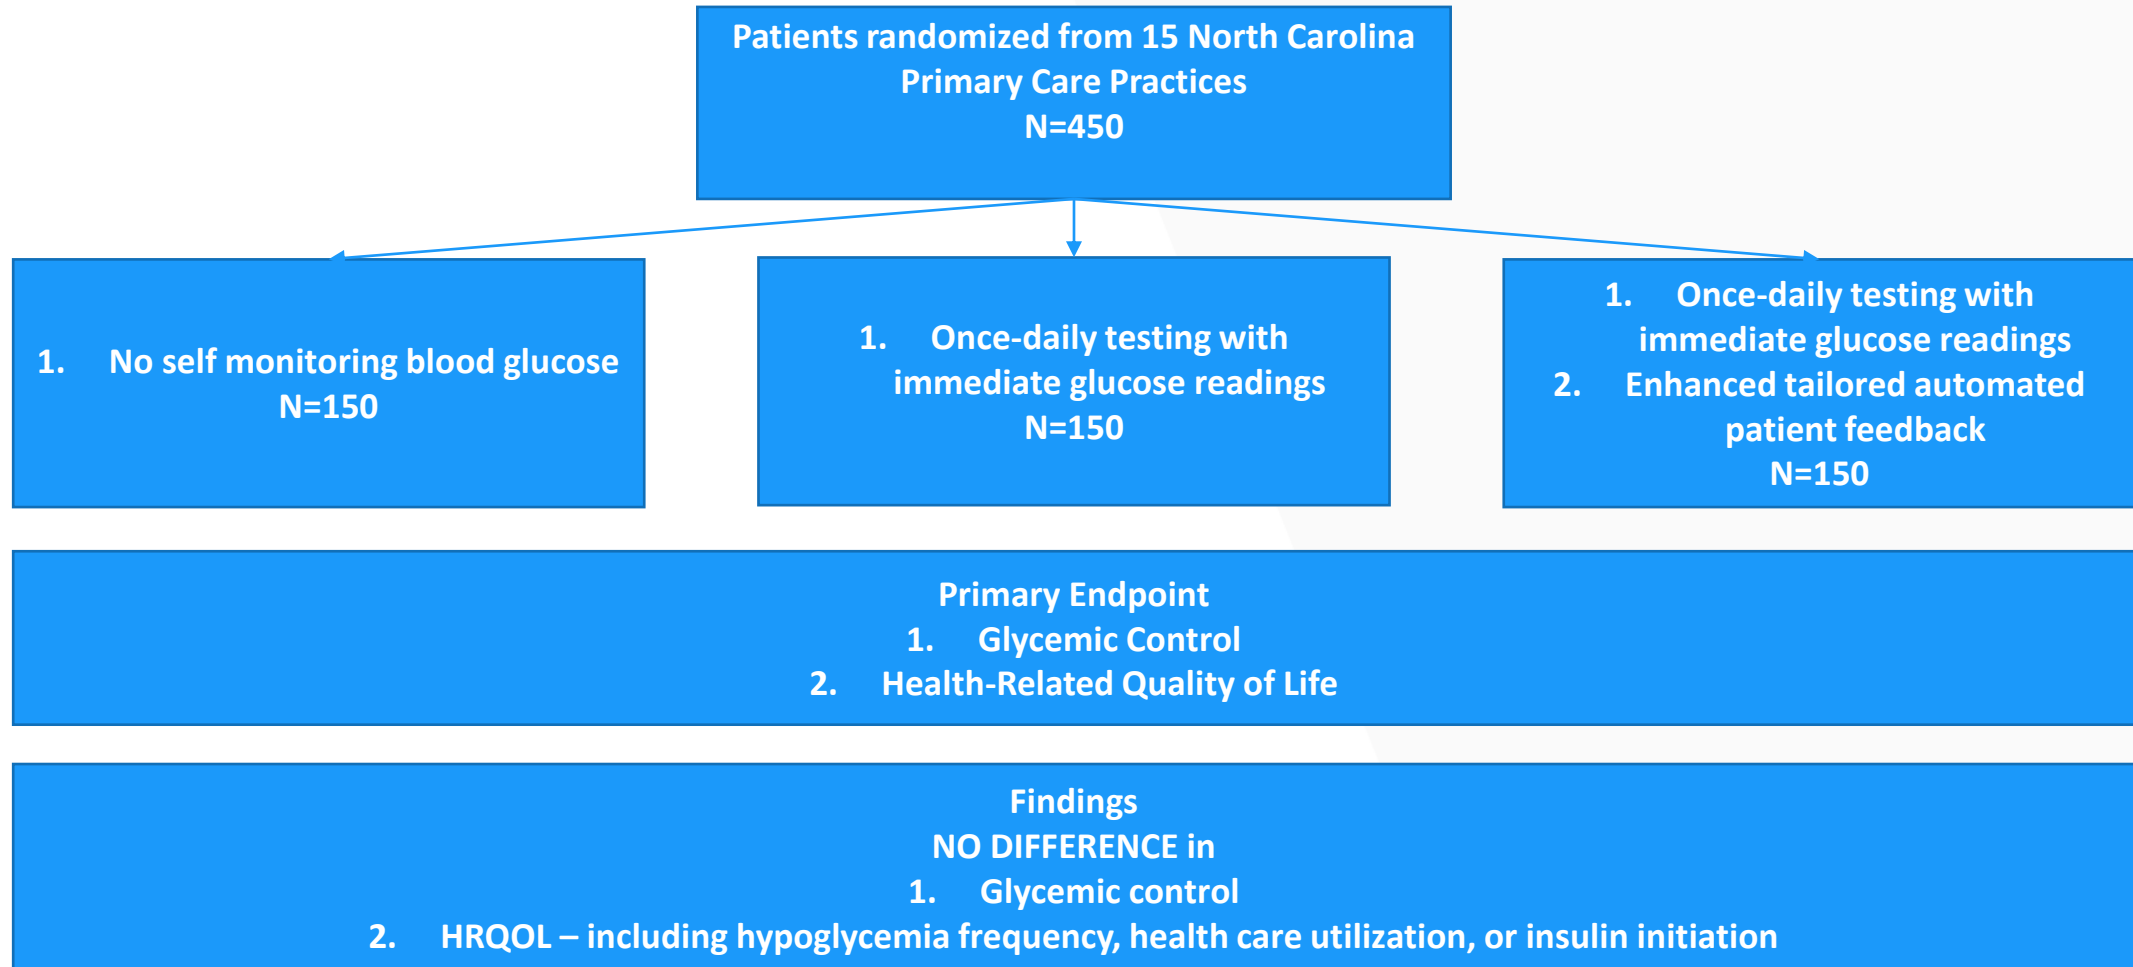 Patients randomized from 15 North Carolina
Primary Care Practices
N=450
1. No self monitoring blood glucose
N=150
1. Once-daily testing with
immediate glucose readings
N=150
1. Once-daily testing with
immediate glucose readings
2. Enhanced tailored automated
patient feedback
N=150
Primary Endpoint
1. Glycemic Control
2. Health-Related Quality of Life
Findings
NO DIFFERENCE in
1. Glycemic control
2. HRQOL – including hypoglycemia frequency, health care utilization, or insulin initiation